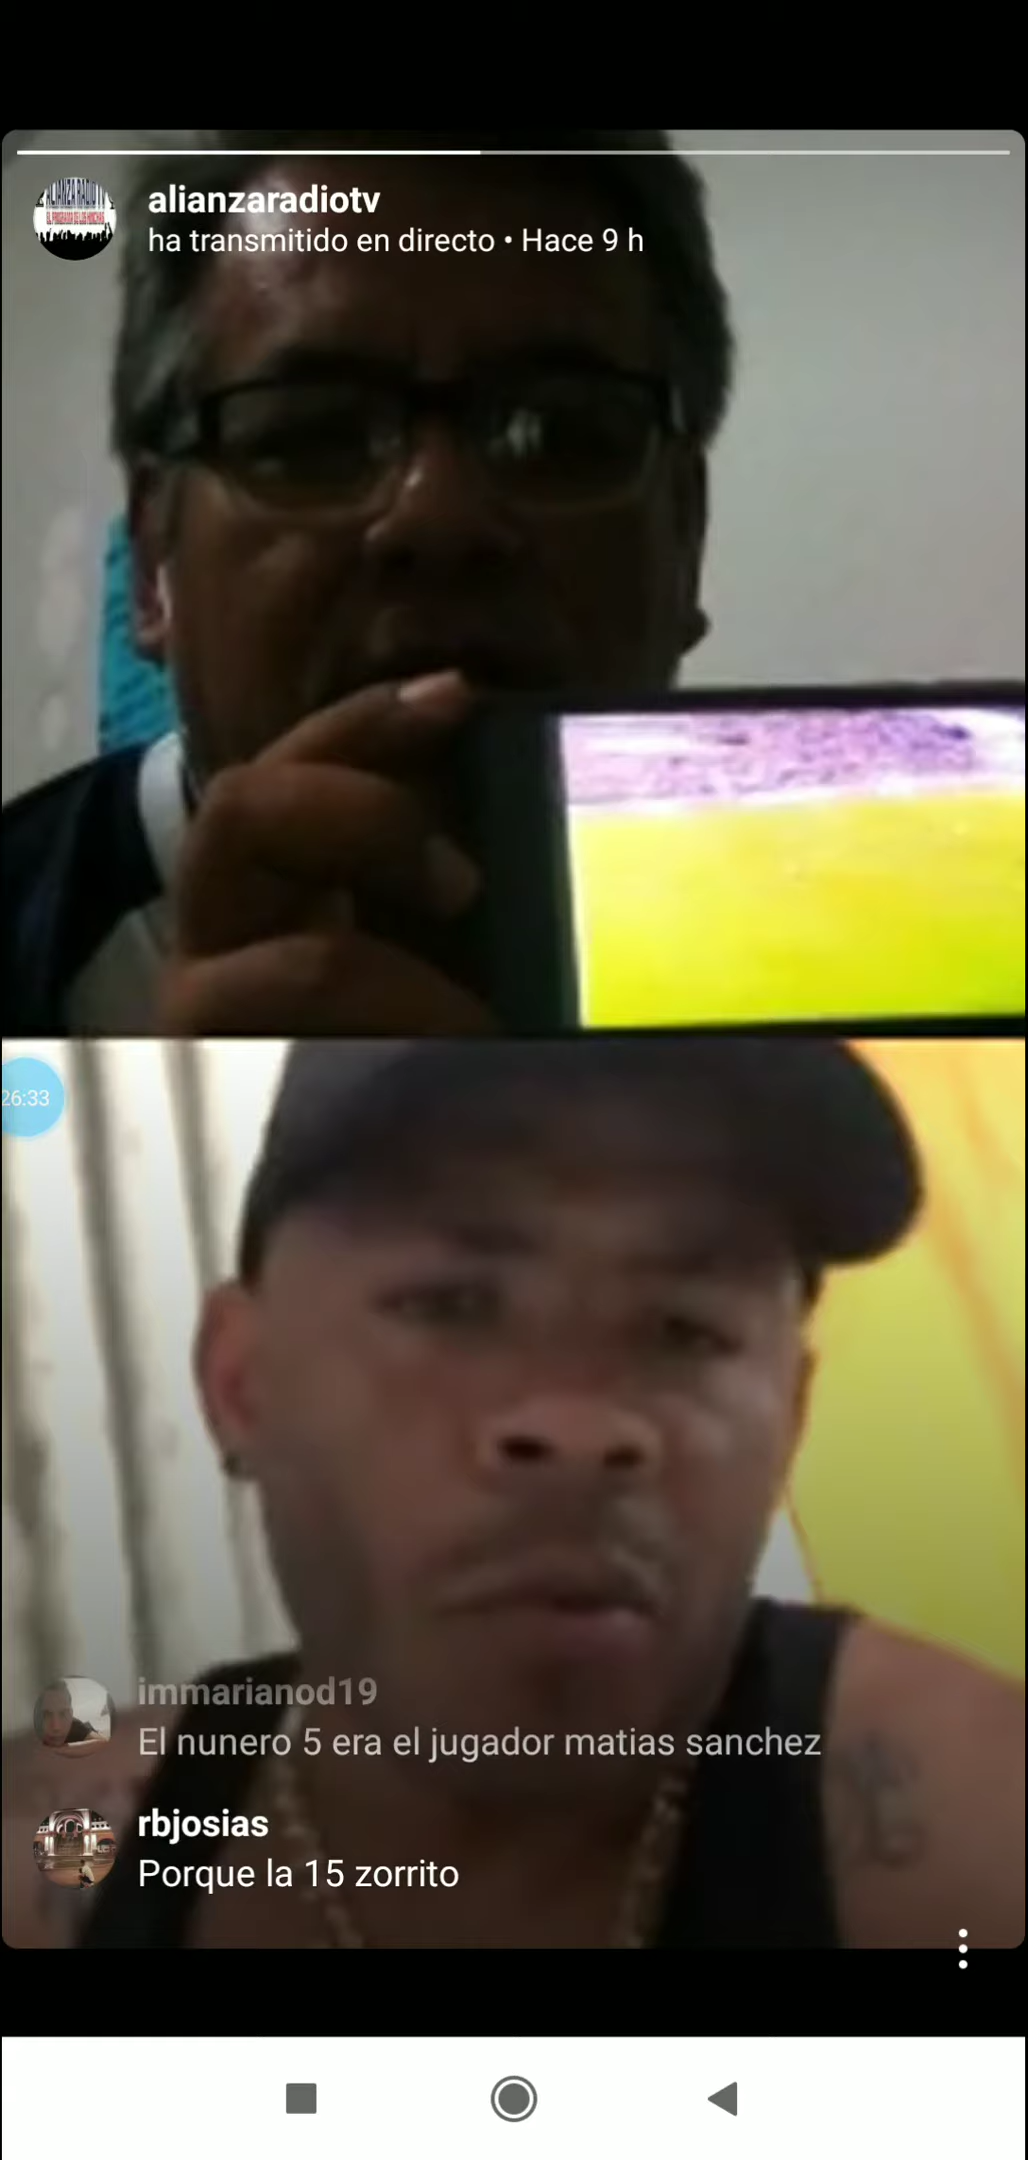 alianzaradiotv
ha transmitido en directo • Hace 9 h
26:33
immarianod19
El nunero 5 era el jugador matias sanchez
rbjosias
Porque la 15 zorrito